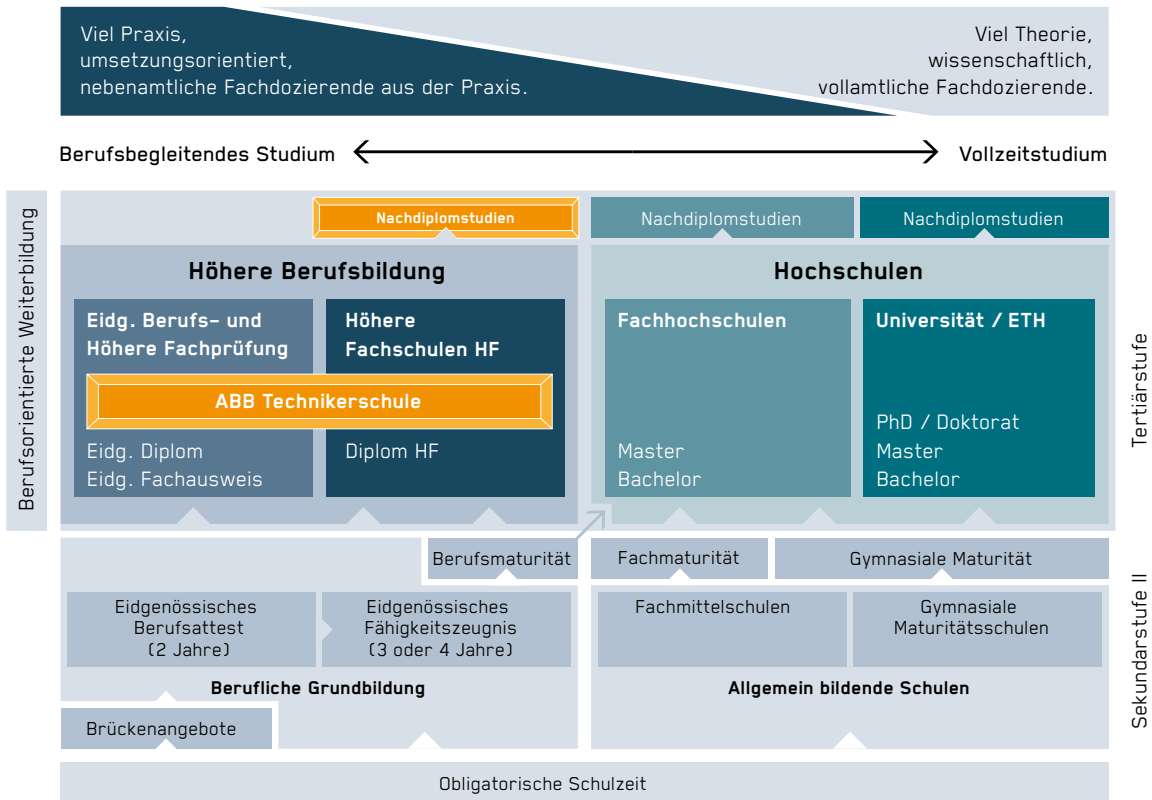 Viel Praxis,
umsetzungsorientiert,
nebenamtliche Fachdozierende aus der Praxis.
Viel Theorie,
wissenschaftlich,
vollamtliche Fachdozierende.
Berufsbegleitendes Studium
Vollzeitstudium
Berufsorientierte Weiterbildung
Nachdiplomstudien
Nachdiplomstudien
Nachdiplomstudien
Höhere Berufsbildung
Hochschulen
Eidg. Berufs- und
Höhere Fachprüfung
Höhere
Fachschulen HF
Fachhochschulen
Universität / ETH
ABB Technikerschule
Eidg. Diplom
Eidg. Fachausweis
Diplom HF
Master
Bachelor
PhD / Doktorat
Master
Bachelor
Tertiärstufe
Berufsmaturität
Fachmaturität
Gymnasiale Maturität
Eidgenössisches
Berufsattest
(2 Jahre)
Eidgenössisches
Fähigkeitszeugnis
(3 oder 4 Jahre)
Fachmittelschulen
Gymnasiale
Maturitätsschulen
Berufliche Grundbildung
Allgemein bildende Schulen
Brückenangebote
Sekundarstufe II
Obligatorische Schulzeit